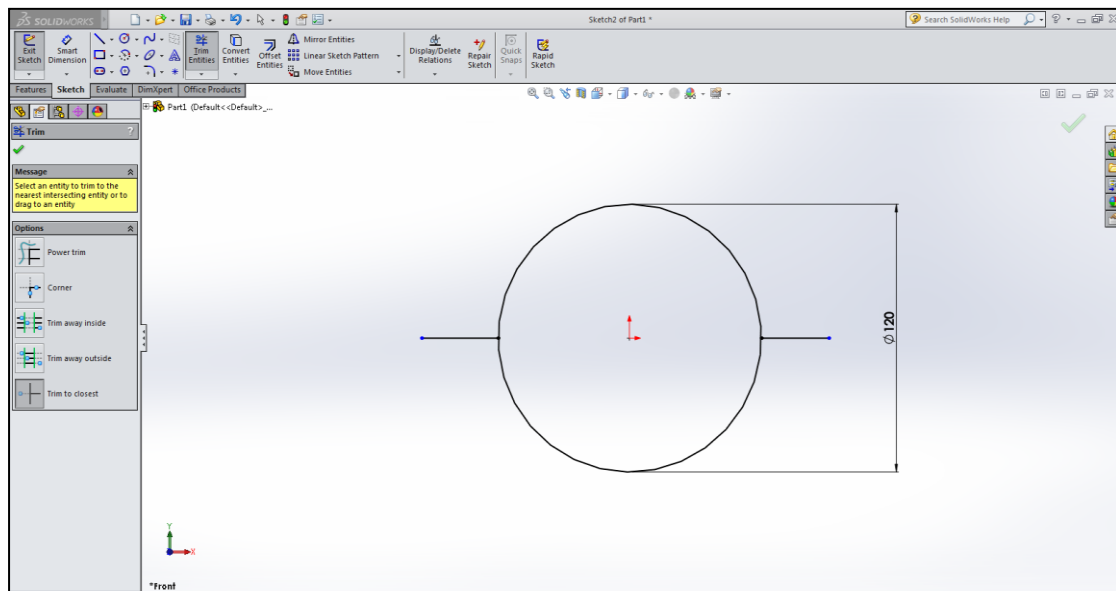 SOLIDWORKS
Sketch2 of Part1 *
Search SolidWorks Help
Exit Sketch
Smart Dimension
Trim Entities
Convert Entities
Offset Entities
Mirror Entities
Linear Sketch Pattern
Move Entities
Display/Delete Relations
Repair Sketch
Quick Snaps
Rapid Sketch
Features Sketch Evaluate DimXpert Office Products
Part1 (Default<<Default>_...
Trim ?
Message
Select an entity to trim to the
nearest intersecting entity or to
drag to an entity
Options
Power trim
Corner
Trim away inside
Trim away outside
Trim to closest
Ø120
Y
X
*Front